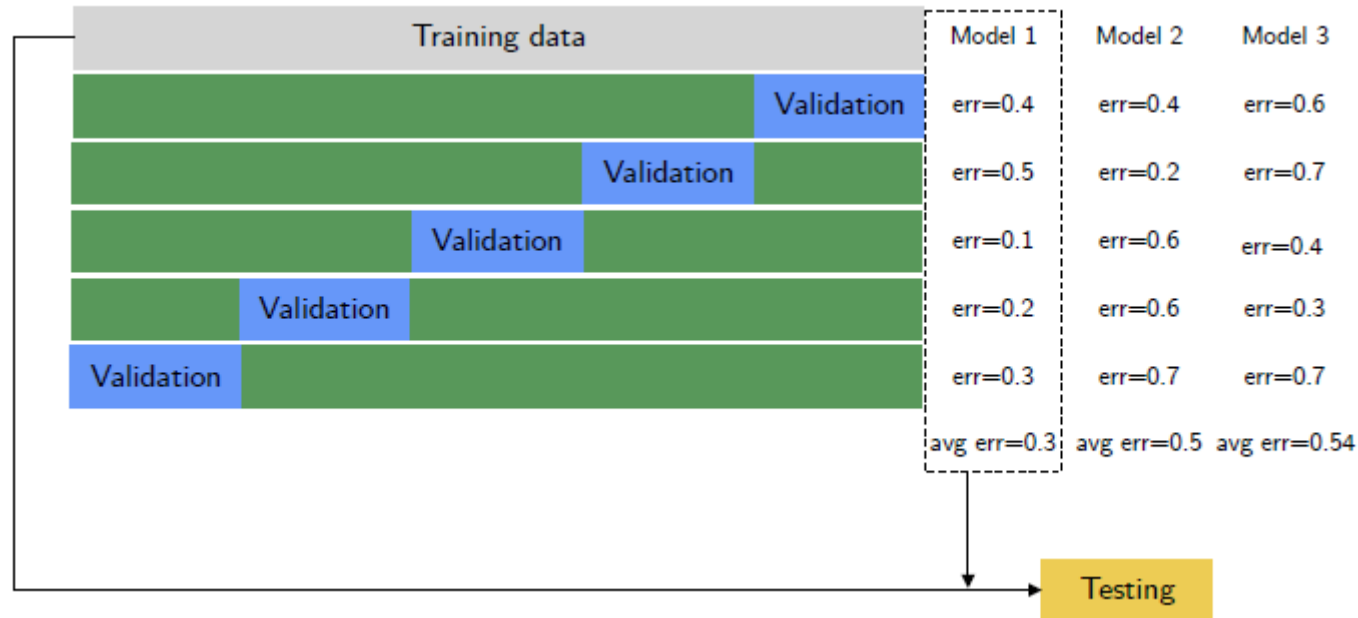 Training data Model 1 Model 2 Model 3
Validation err=0.4 err=0.4 err=0.6
Validation err=0.5 err=0.2 err=0.7
Validation err=0.1 err=0.6 err=0.4
Validation err=0.2 err=0.6 err=0.3
Validation err=0.3 err=0.7 err=0.7
avg err=0.3 avg err=0.5 avg err=0.54
Testing